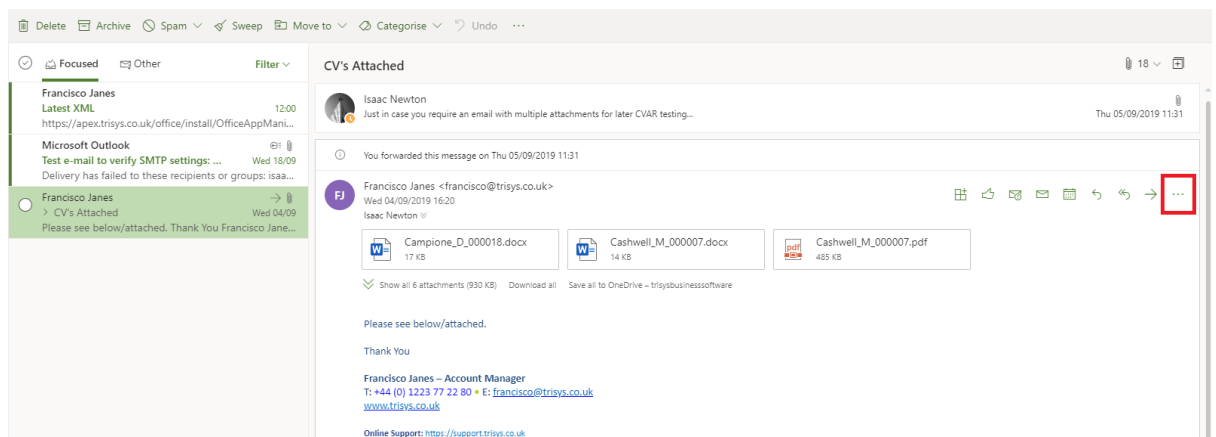 Delete Archive Spam Sweep Move to Categorise Undo ...
Focused Other Filter
Francisco Janes
Latest XML 12:00
https://apex.trisys.co.uk/office/install/OfficeAppMani...
Microsoft Outlook
Test e-mail to verify SMTP settings: ... Wed 18/09
Delivery has failed to these recipients or groups: isaa...
Francisco Janes
> CV's Attached Wed 04/09
Please see below/attached. Thank You Francisco Jane...
CV's Attached 18
Isaac Newton
Just in case you require an email with multiple attachments for later CVAR testing... Thu 05/09/2019 11:31
You forwarded this message on Thu 05/09/2019 11:31
FJ
Francisco Janes <francisco@trisys.co.uk>
Wed 04/09/2019 16:20
Isaac Newton
Campione_D_000018.docx
17 KB
Cashwell_M_000007.docx
14 KB
pdf
Cashwell_M_000007.pdf
485 KB
Show all 6 attachments (930 KB) Download all Save all to OneDrive – trisysbusinesssoftware
Please see below/attached.
Thank You
Francisco Janes – Account Manager
T: +44 (0) 1223 77 22 80 • E: francisco@trisys.co.uk
www.trisys.co.uk
Online Support: https://support.trisys.co.uk